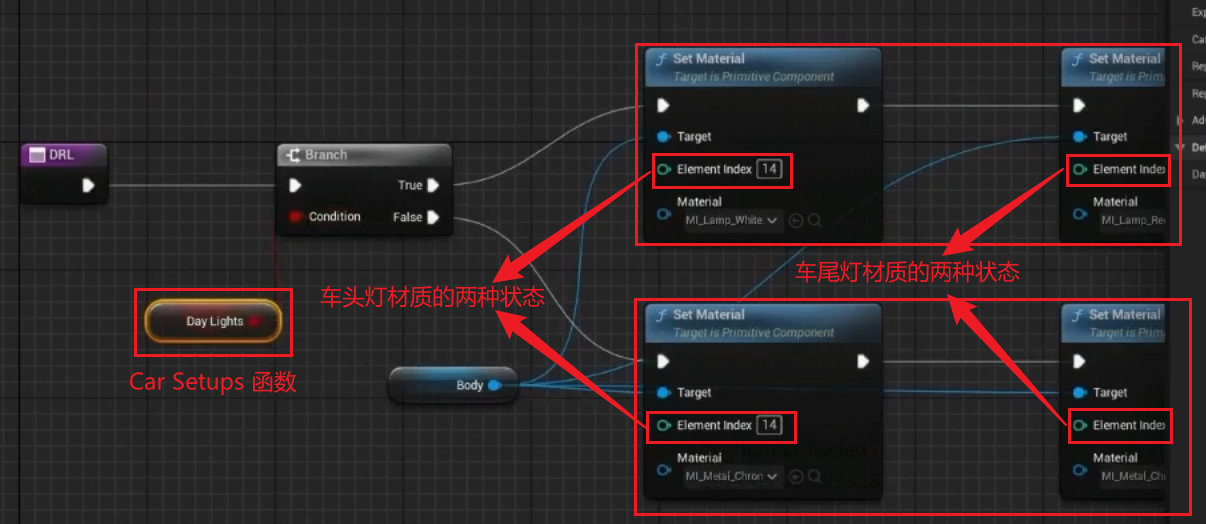 DRL
Branch
True
Condition
False
Day Lights
Car Setups 函数
Body
Set Material
Target is Primitive Component
Target
Element Index 14
Material
MI_Lamp_White
Set Material
Target is Prim
Target
Element Index
Material
MI_Lamp_Re
车头灯材质的两种状态
车尾灯材质的两种状态
Set Material
Target is Primitive Component
Target
Element Index 14
Material
MI_Metal_Chron
Set Material
Target is Prim
Target
Element Index
Material
MI_Metal_Ch
Exp
Cat
Rep
Rep
Adv
De
Da